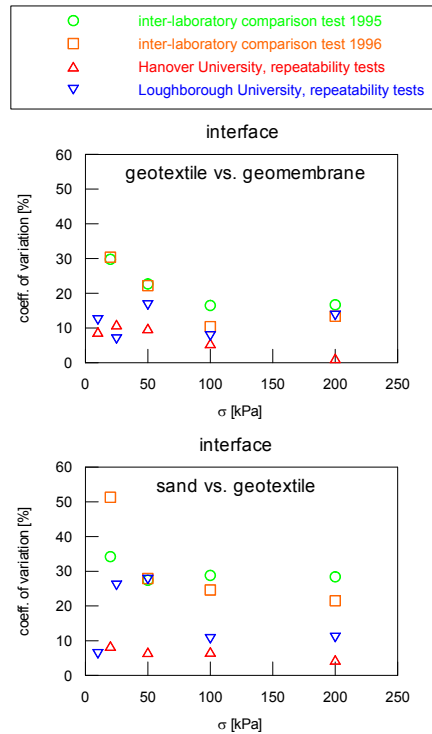 inter-laboratory comparison test 1995
inter-laboratory comparison test 1996
Hanover University, repeatability tests
Loughborough University, repeatability tests
interface
geotextile vs. geomembrane
coeff. of variation [%]
60
50
40
30
20
10
0
0 50 100 150 200 250
σ [kPa]
interface
sand vs. geotextile
coeff. of variation [%]
60
50
40
30
20
10
0
0 50 100 150 200 250
σ [kPa]